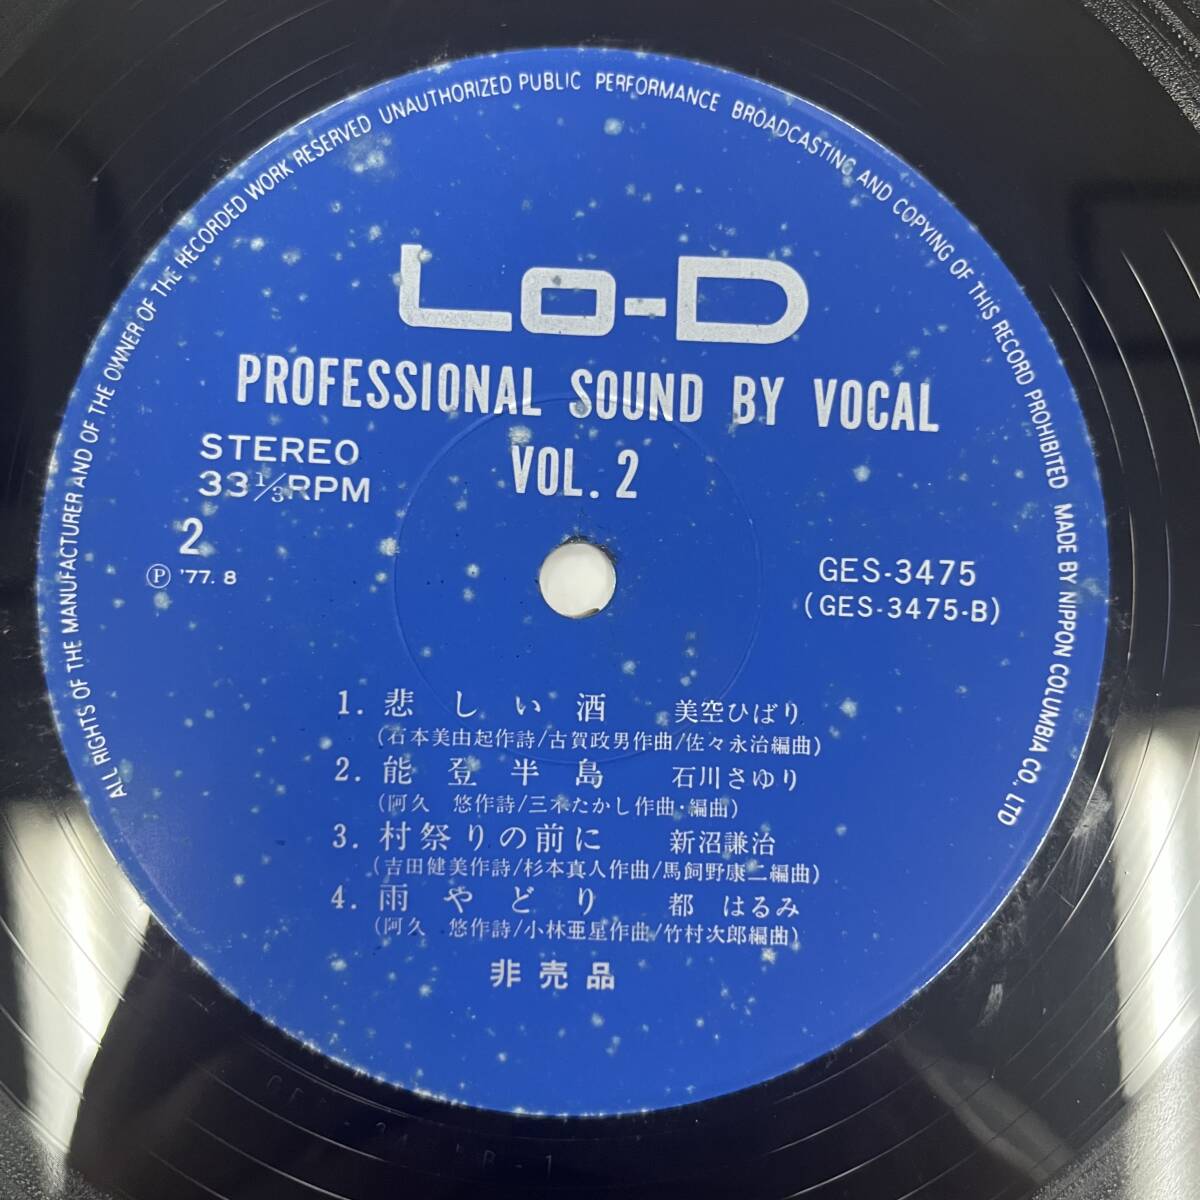 ALL RIGHTS OF THE MANUFACTURER AND OF THE OWNER OF THE RECORDED WORK RESERVED UNAUTHORIZED PUBLIC PERFORMANCE BROADCASTING AND COPYING OF THIS RECORD PROHIBITED MADE BY NIPPON COLUMBIA CO. LTD
Lo-D
PROFESSIONAL SOUND BY VOCAL
VOL. 2
STEREO
33 1/3 RPM
2
Ⓟ '77. 8
GES-3475
(GES-3475-B)
1. 悲しい酒 美空ひばり
(石本美由起作詩/古賀政男作曲/佐々永治編曲)
2. 能登半島 石川さゆり
(阿久 悠作詩/三木たかし作曲・編曲)
3. 村祭りの前に 新沼謙治
(吉田健美作詩/杉本真人作曲/馬飼野康二編曲)
4. 雨やどり 都 はるみ
(阿久 悠作詩/小林亜星作曲/竹村次郎編曲)
非売品